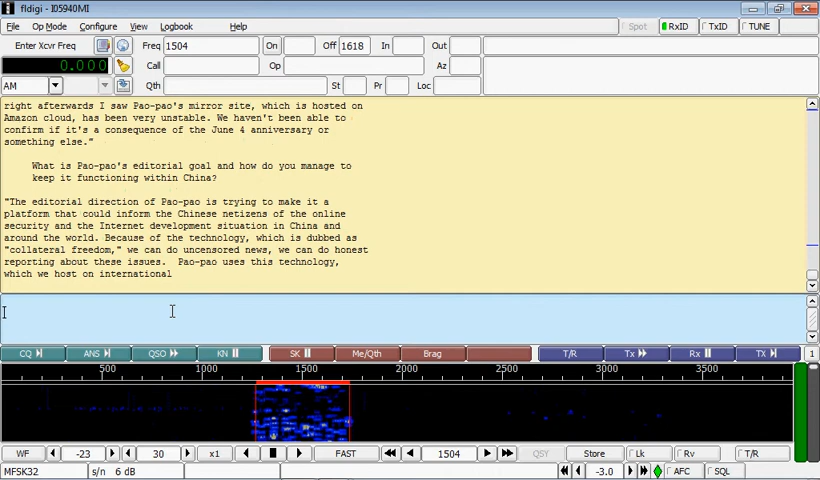 fldigi - I05940MI
File Op Mode Configure View Logbook Help Spot RxID TxID TUNE
Enter Xcvr Freq Freq 1504 On Off 1618 In Out
0.000 Call Op Az
AM Qth St Pr Loc
right afterwards I saw Pao-pao's mirror site, which is hosted on
Amazon cloud, has been very unstable. We haven't been able to
confirm if it's a consequence of the June 4 anniversary or
something else."
What is Pao-pao's editorial goal and how do you manage to
keep it functioning within China?
"The editorial direction of Pao-pao is trying to make it a
platform that could inform the Chinese netizens of the online
security and the Internet development situation in China and
around the world. Because of the technology, which is dubbed as
"collateral freedom," we can do uncensored news, we can do honest
reporting about these issues.  Pao-pao uses this technology,
which we host on international
CQ ANS QSO KN SK Me/Qth Brag T/R Tx Rx TX 1
500 1000 1500 2000 2500 3000 3500
WF -23 30 x1 FAST 1504 QSY Store Lk Rv T/R
MFSK32 s/n 6 dB -3.0 AFC SQL